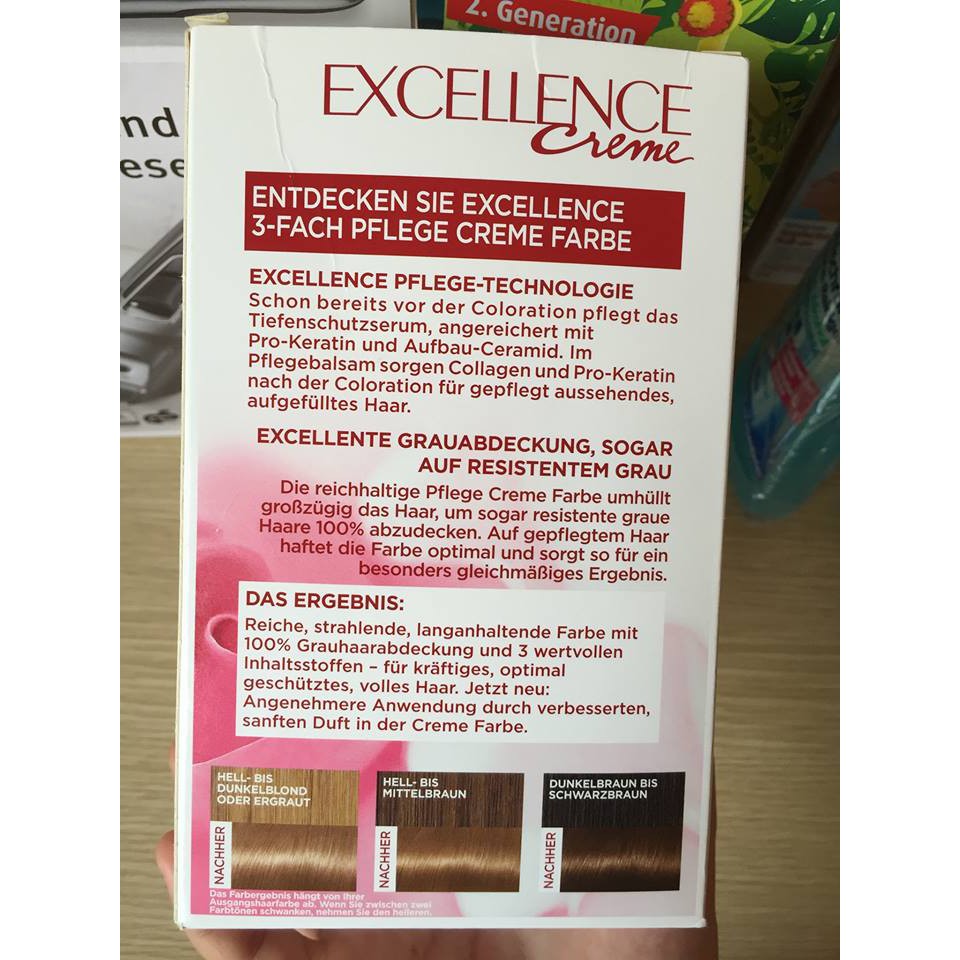 2. Generation
nd
ese
EXCELLENCE
Creme
ENTDECKEN SIE EXCELLENCE
3-FACH PFLEGE CREME FARBE
EXCELLENCE PFLEGE-TECHNOLOGIE
Schon bereits vor der Coloration pflegt das
Tiefenschutzserum, angereichert mit
Pro-Keratin und Aufbau-Ceramid. Im
Pflegebalsam sorgen Collagen und Pro-Keratin
nach der Coloration für gepflegt aussehendes,
aufgefülltes Haar.
EXCELLENTE GRAUABDECKUNG, SOGAR
AUF RESISTENTEM GRAU
Die reichhaltige Pflege Creme Farbe umhüllt
großzügig das Haar, um sogar resistente graue
Haare 100% abzudecken. Auf gepflegtem Haar
haftet die Farbe optimal und sorgt so für ein
besonders gleichmäßiges Ergebnis.
DAS ERGEBNIS:
Reiche, strahlende, langanhaltende Farbe mit
100% Grauhaarabdeckung und 3 wertvollen
Inhaltsstoffen – für kräftiges, optimal
geschütztes, volles Haar. Jetzt neu:
Angenehmere Anwendung durch verbesserten,
sanften Duft in der Creme Farbe.
HELL- BIS
DUNKELBLOND
ODER ERGRAUT
NACHHER
HELL- BIS
MITTELBRAUN
NACHHER
DUNKELBRAUN BIS
SCHWARZBRAUN
NACHHER
Das Farbergebnis hängt von Ihrer
Ausgangshaarfarbe ab. Wenn Sie zwischen zwei
Farbtönen schwanken, nehmen Sie den helleren.